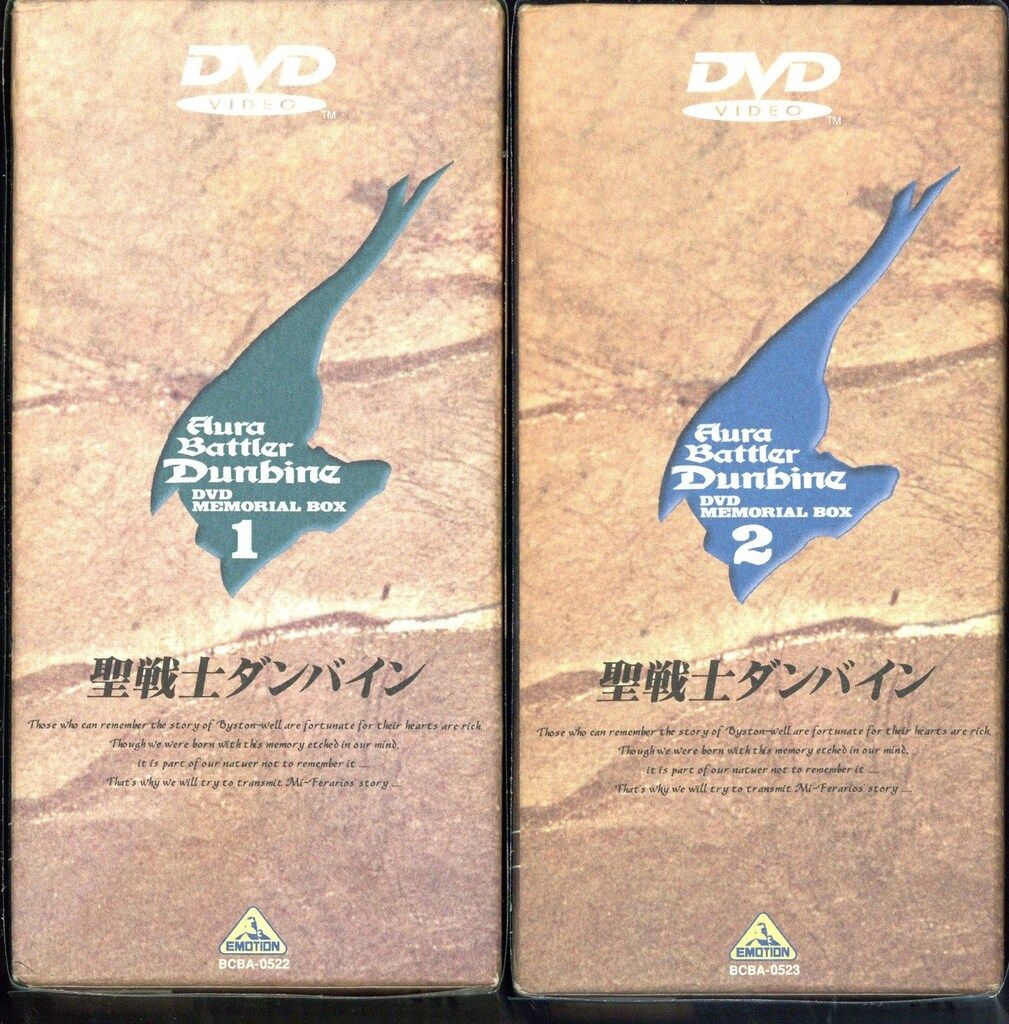 DVD
VIDEO
TM
Aura
Battler
Dunbine
DVD
MEMORIAL BOX
1
聖戦士ダンバイン
Those who can remember the story of Byston-well are fortunate for their hearts are rich.
Though we were born with this memory etched in our mind,
it is part of our natuer not to remember it .....
That's why we will try to transmit Mi-Ferarios' story .....
EMOTION
BCBA-0522
DVD
VIDEO
TM
Aura
Battler
Dunbine
DVD
MEMORIAL BOX
2
聖戦士ダンバイン
Those who can remember the story of Byston-well are fortunate for their hearts are rich.
Though we were born with this memory etched in our mind,
it is part of our natuer not to remember it .....
That's why we will try to transmit Mi-Ferarios' story .....
EMOTION
BCBA-0523